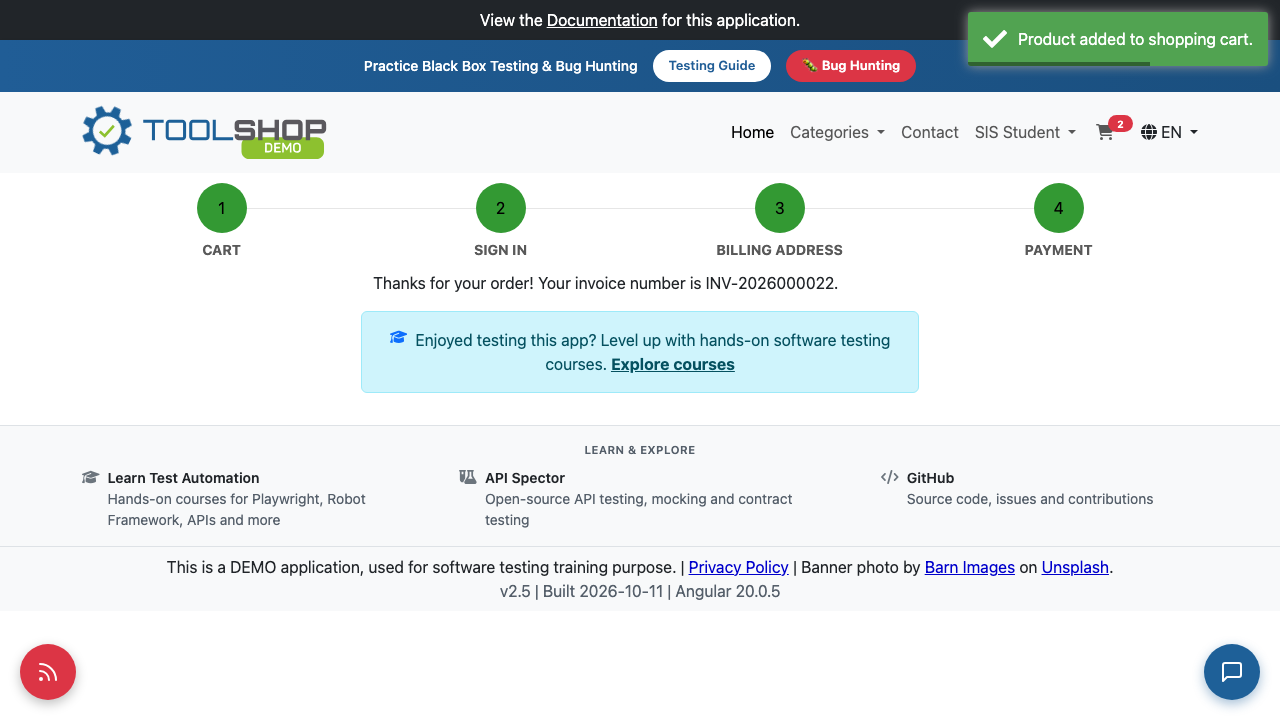 View the Documentation for this application.
Product added to shopping cart.
Practice Black Box Testing & Bug Hunting
Testing Guide
Bug Hunting
TOOLSHOP
DEMO
Home
Categories
Contact
SIS Student
2
EN
1
2
3
4
CART
SIGN IN
BILLING ADDRESS
PAYMENT
Thanks for your order! Your invoice number is INV-2026000022.
Enjoyed testing this app? Level up with hands-on software testing
courses. Explore courses
LEARN & EXPLORE
Learn Test Automation
Hands-on courses for Playwright, Robot
Framework, APIs and more
API Spector
Open-source API testing, mocking and contract
testing
GitHub
Source code, issues and contributions
This is a DEMO application, used for software testing training purpose. | Privacy Policy | Banner photo by Barn Images on Unsplash.
v2.5 | Built 2026-10-11 | Angular 20.0.5